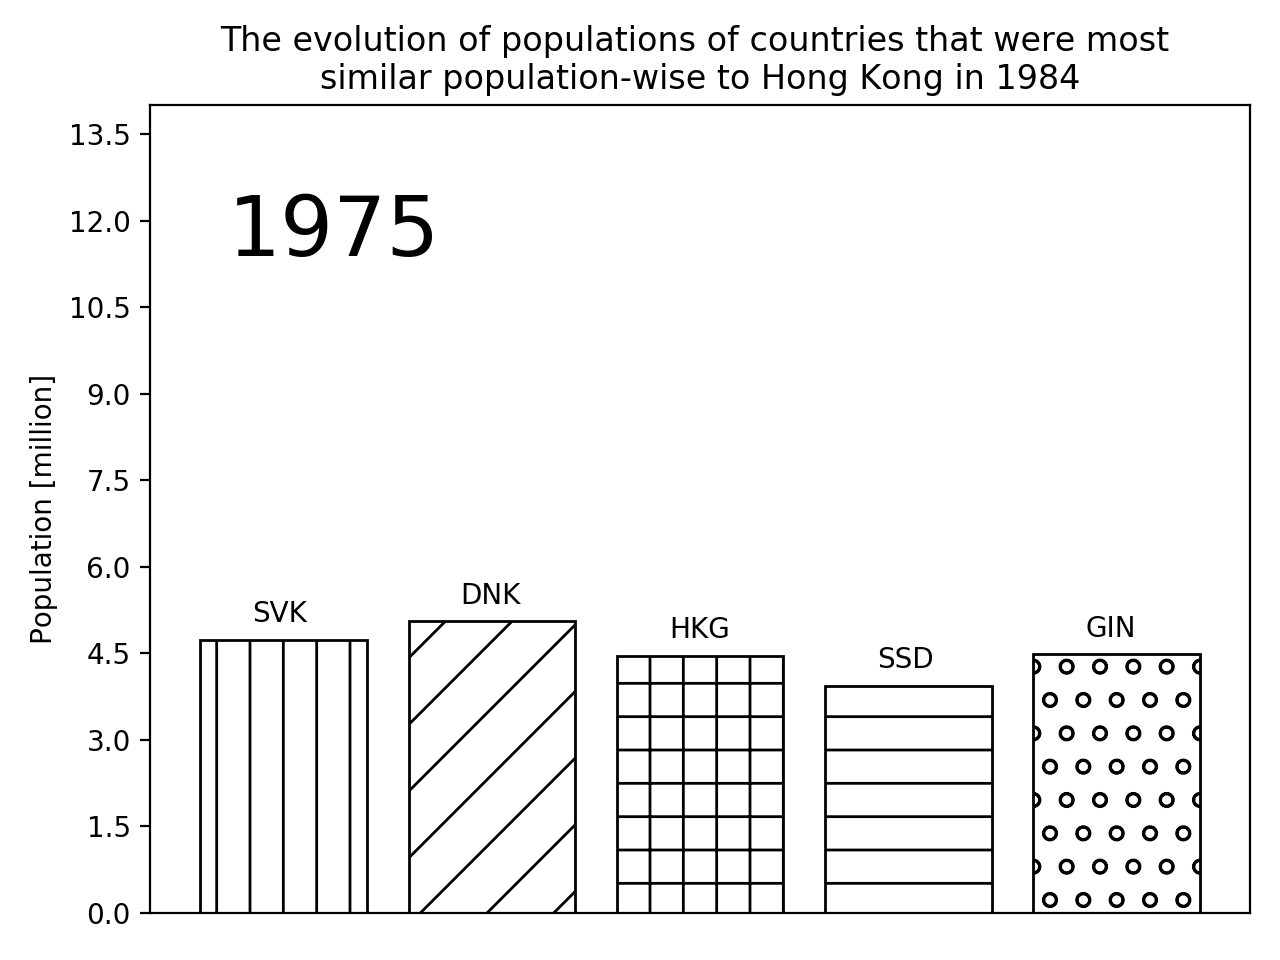 The evolution of populations of countries that were most
similar population-wise to Hong Kong in 1984
13.5
12.0
10.5
9.0
7.5
6.0
4.5
3.0
1.5
0.0
Population [million]
1975
SVK
DNK
HKG
SSD
GIN